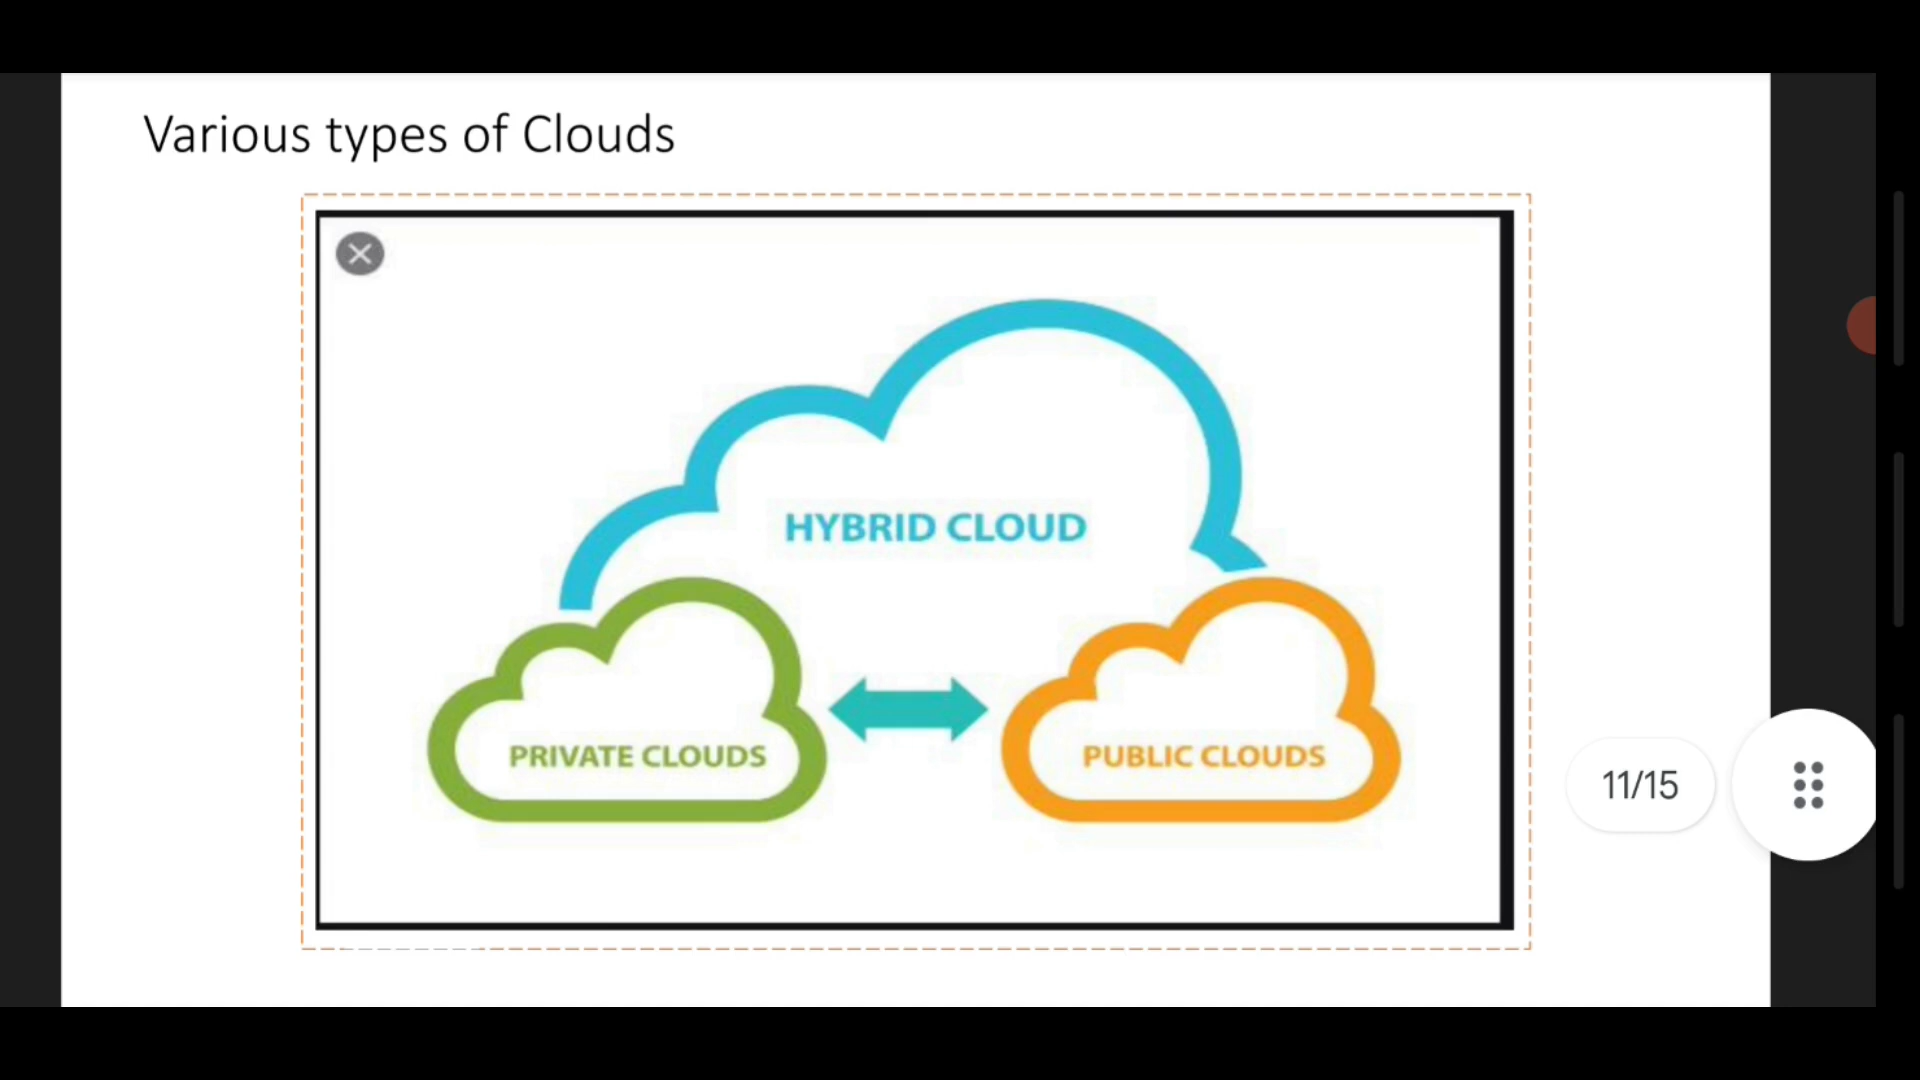 Various types of Clouds
HYBRID CLOUD
PRIVATE CLOUDS
PUBLIC CLOUDS
11/15